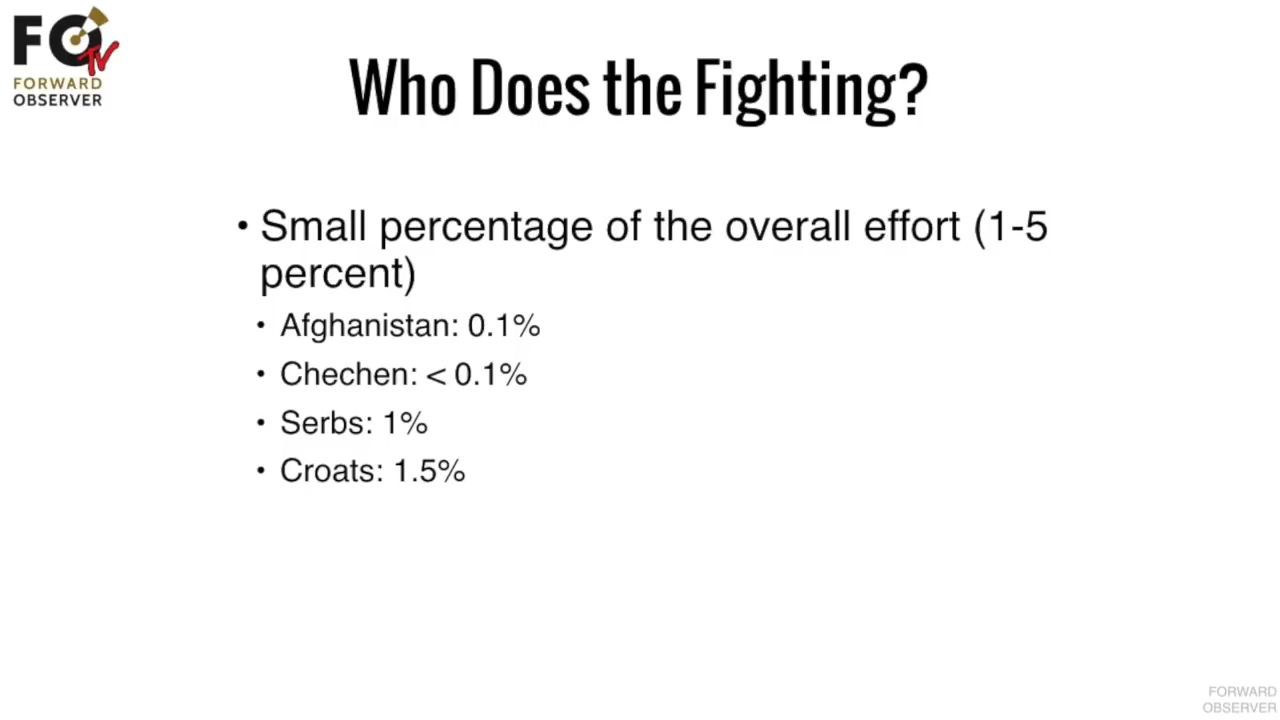 FO
TV
FORWARD
OBSERVER
Who Does the Fighting?
• Small percentage of the overall effort (1-5
percent)
• Afghanistan: 0.1%
• Chechen: < 0.1%
• Serbs: 1%
• Croats: 1.5%
FORWARD
OBSERVER